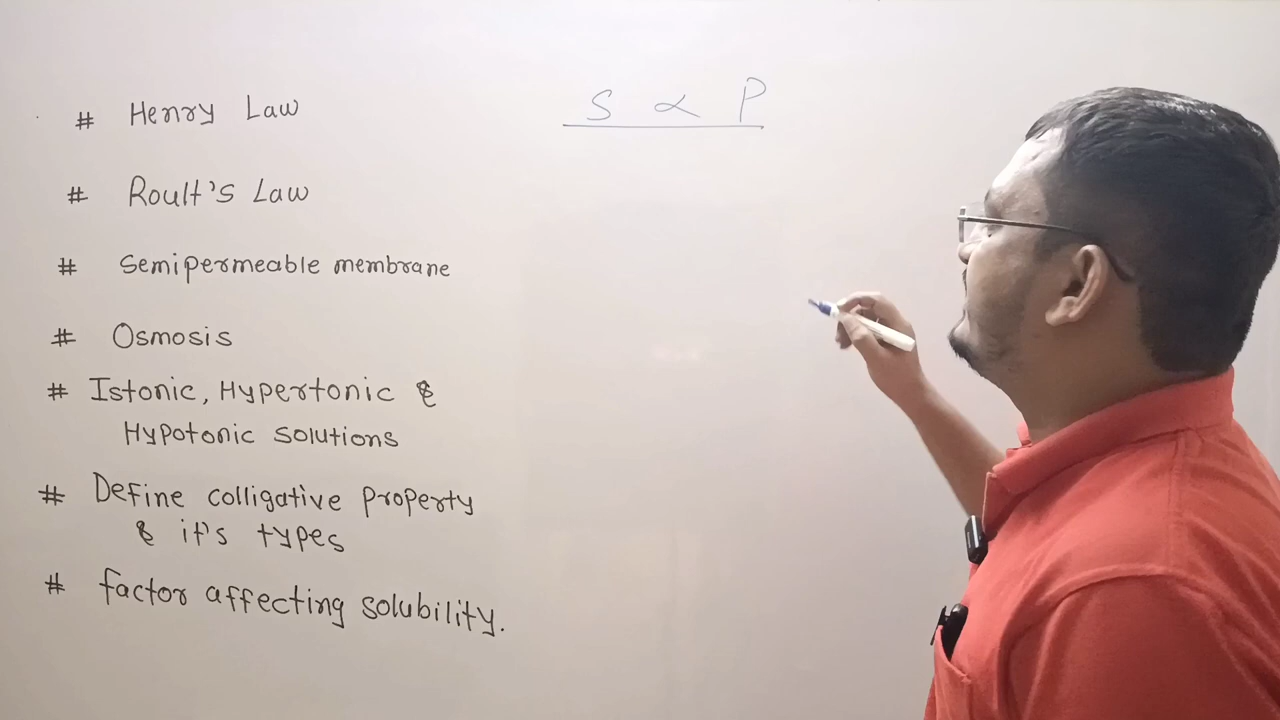 # Henry Law
S ∝ P
# Roult's Law
# Semipermeable membrane
# Osmosis
# Istonic, Hypertonic &
Hypotonic solutions
# Define colligative property
& it's types
# factor affecting solubility.